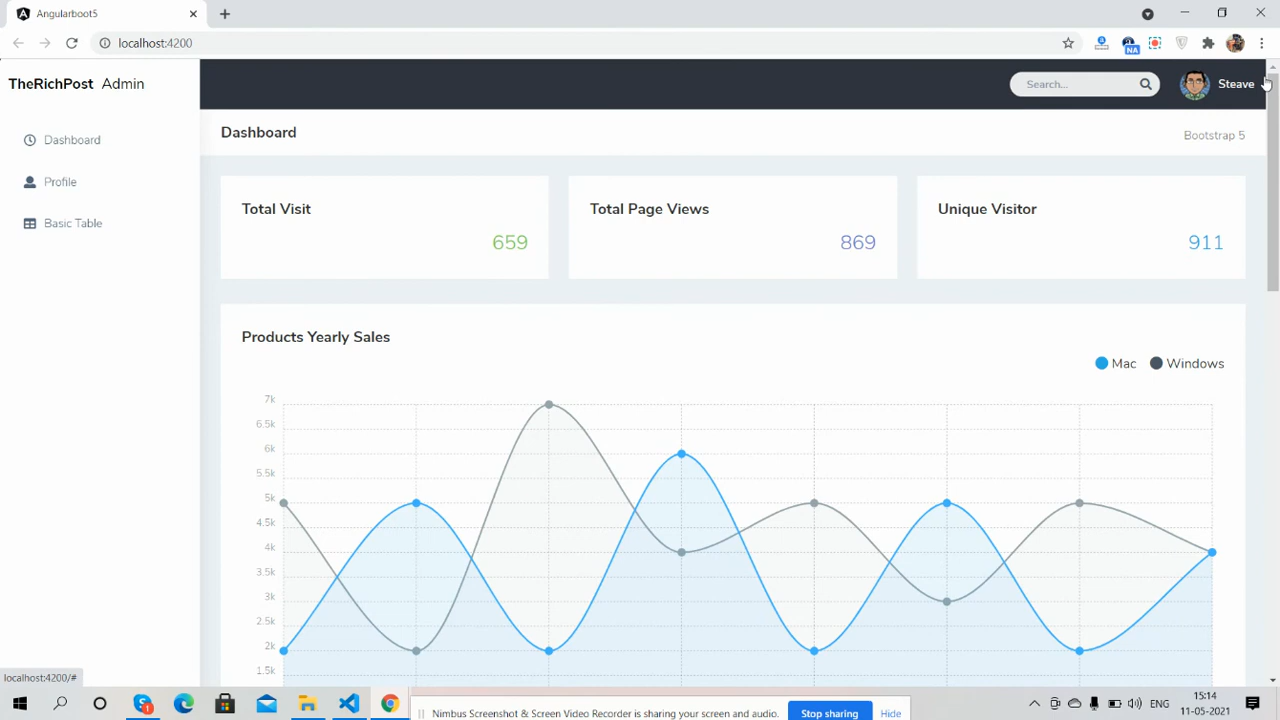 Angularboot5
localhost:4200
NA
TheRichPost Admin
Search...
Steave
Dashboard
Profile
Basic Table
Dashboard
Bootstrap 5
Total Visit
659
Total Page Views
869
Unique Visitor
911
Products Yearly Sales
Mac
Windows
7k
6.5k
6k
5.5k
5k
4.5k
4k
3.5k
3k
2.5k
2k
1.5k
localhost:4200/#
Nimbus Screenshot & Screen Video Recorder is sharing your screen and audio.
Stop sharing
Hide
ENG
15:14
11-05-2021